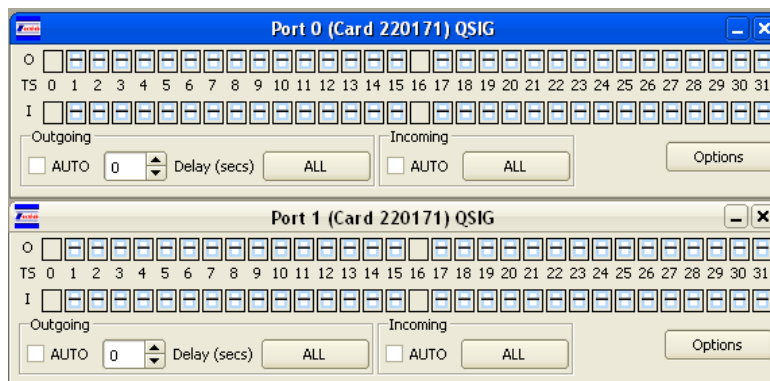 Port 0 (Card 220171) QSIG
O
TS 0 1 2 3 4 5 6 7 8 9 10 11 12 13 14 15 16 17 18 19 20 21 22 23 24 25 26 27 28 29 30 31
I
Outgoing Incoming
AUTO 0 Delay (secs) ALL AUTO ALL Options
Port 1 (Card 220171) QSIG
O
TS 0 1 2 3 4 5 6 7 8 9 10 11 12 13 14 15 16 17 18 19 20 21 22 23 24 25 26 27 28 29 30 31
I
Outgoing Incoming
AUTO 0 Delay (secs) ALL AUTO ALL Options